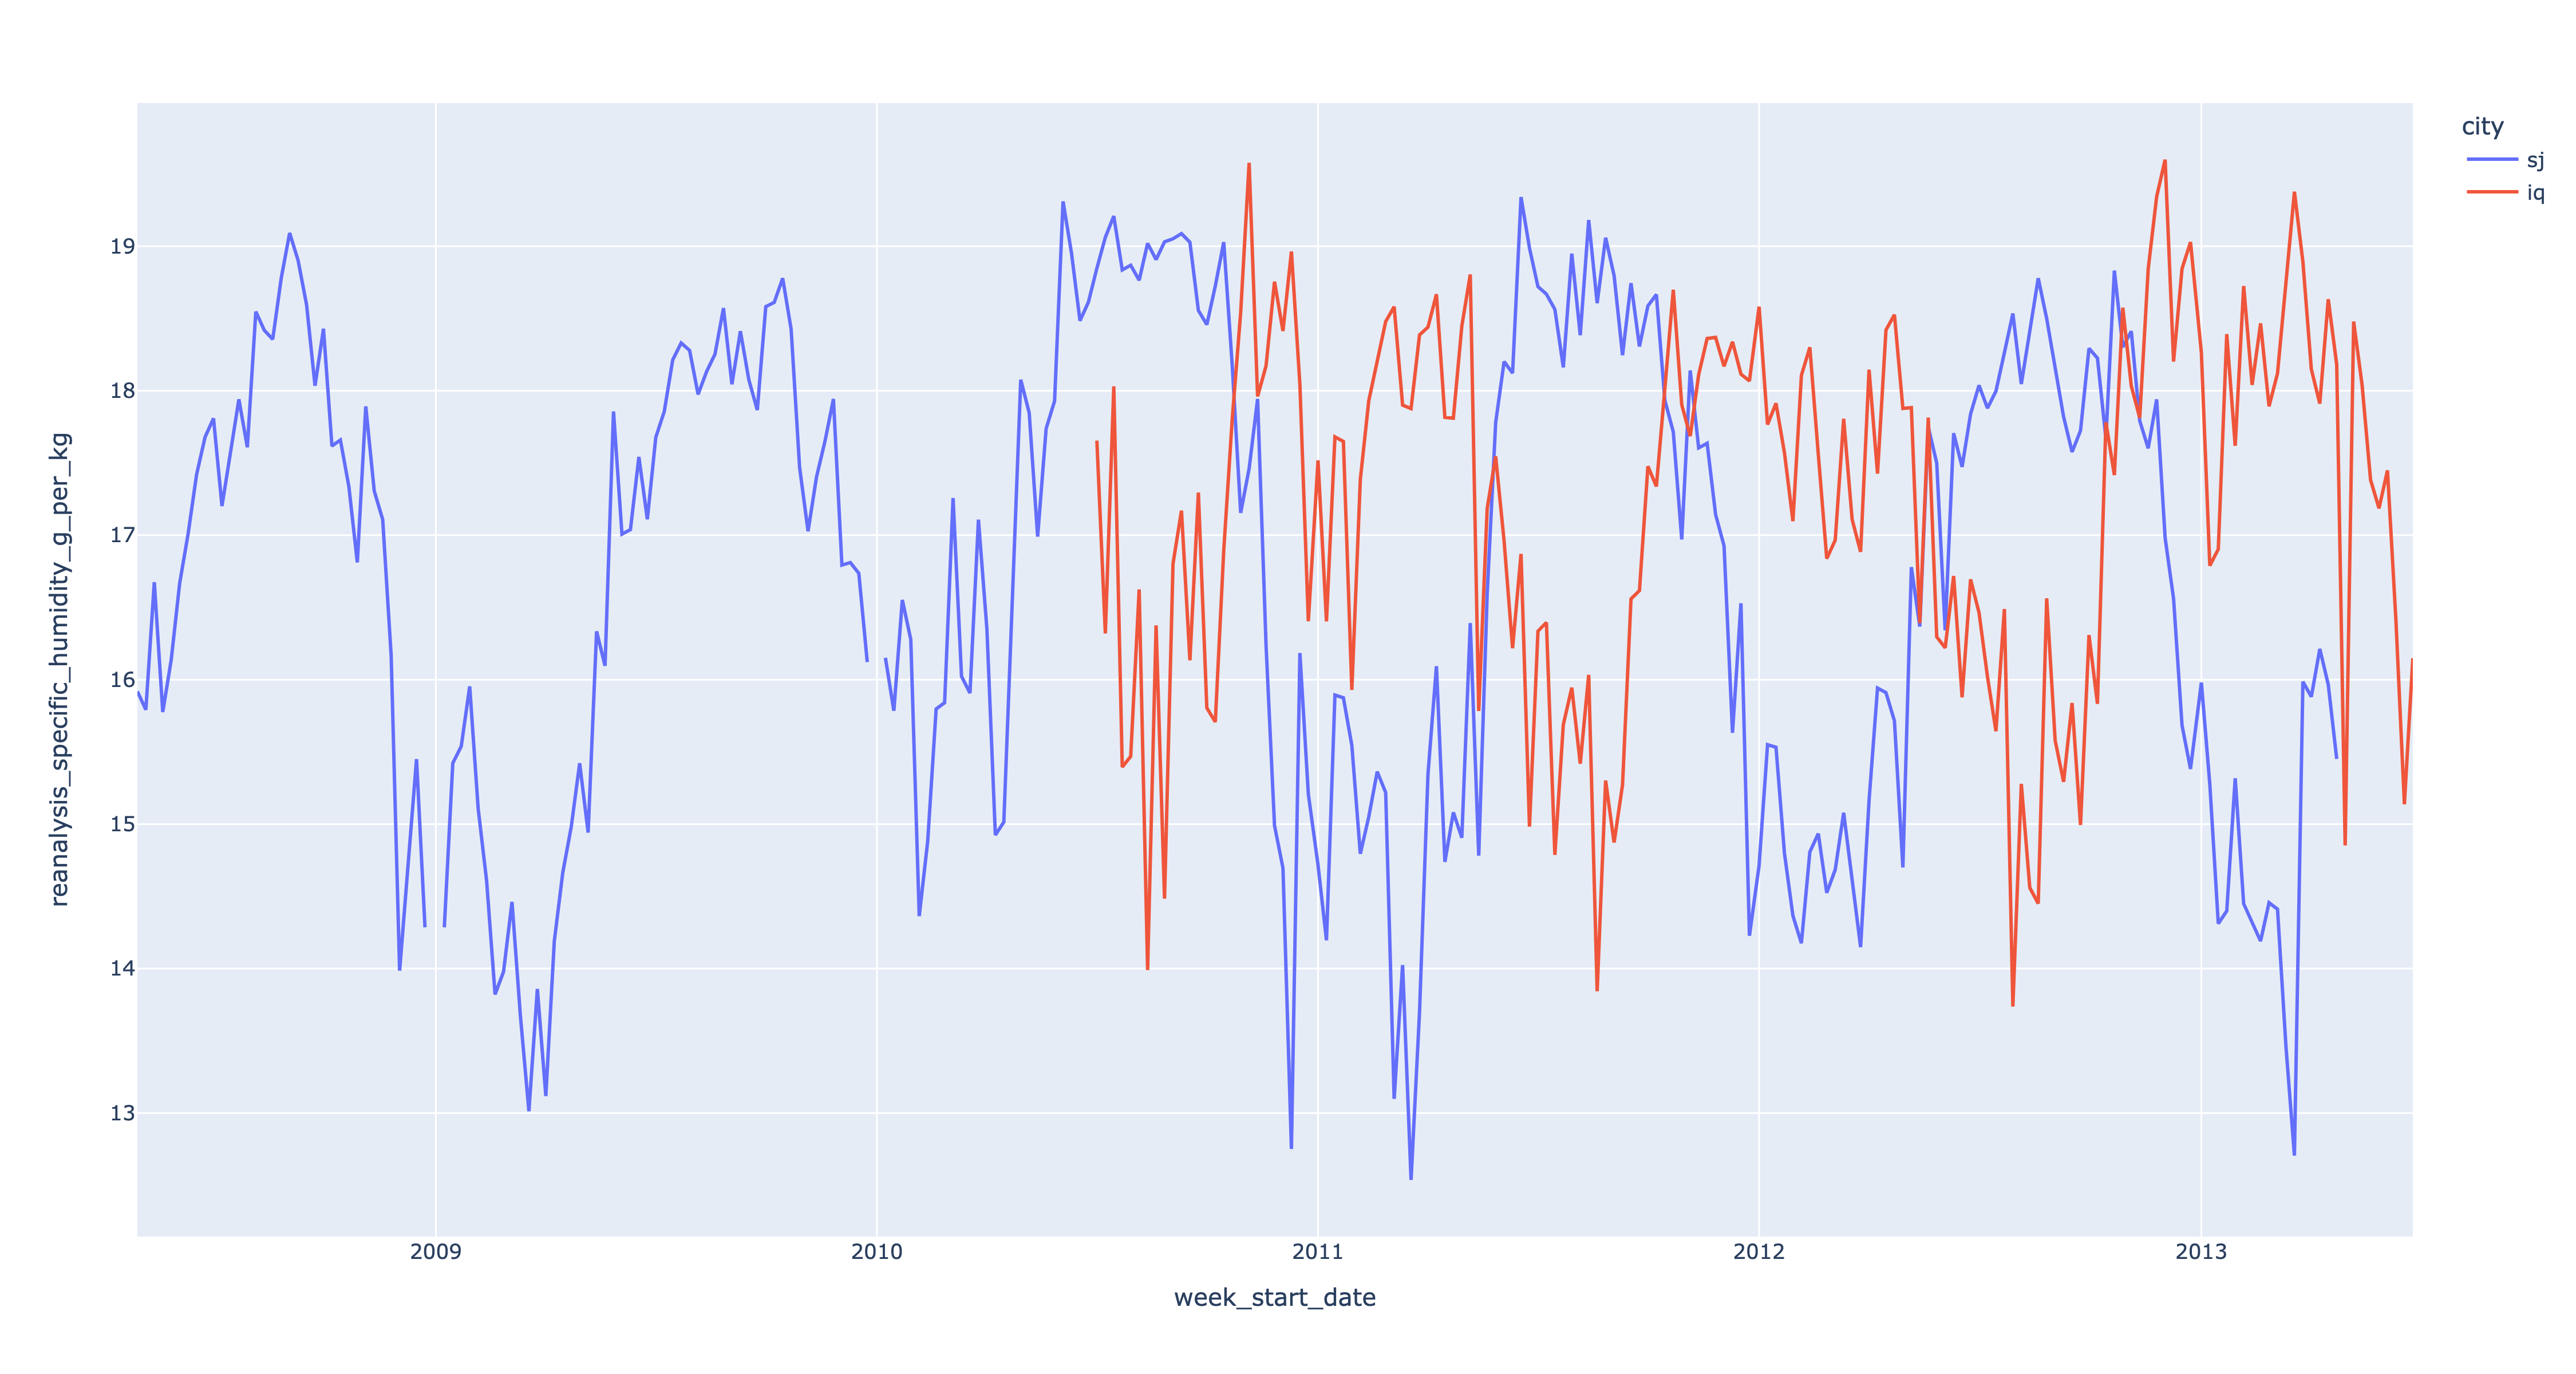 city
sj
iq
19
18
17
16
15
14
13
reanalysis_specific_humidity_g_per_kg
2009 2010 2011 2012 2013
week_start_date